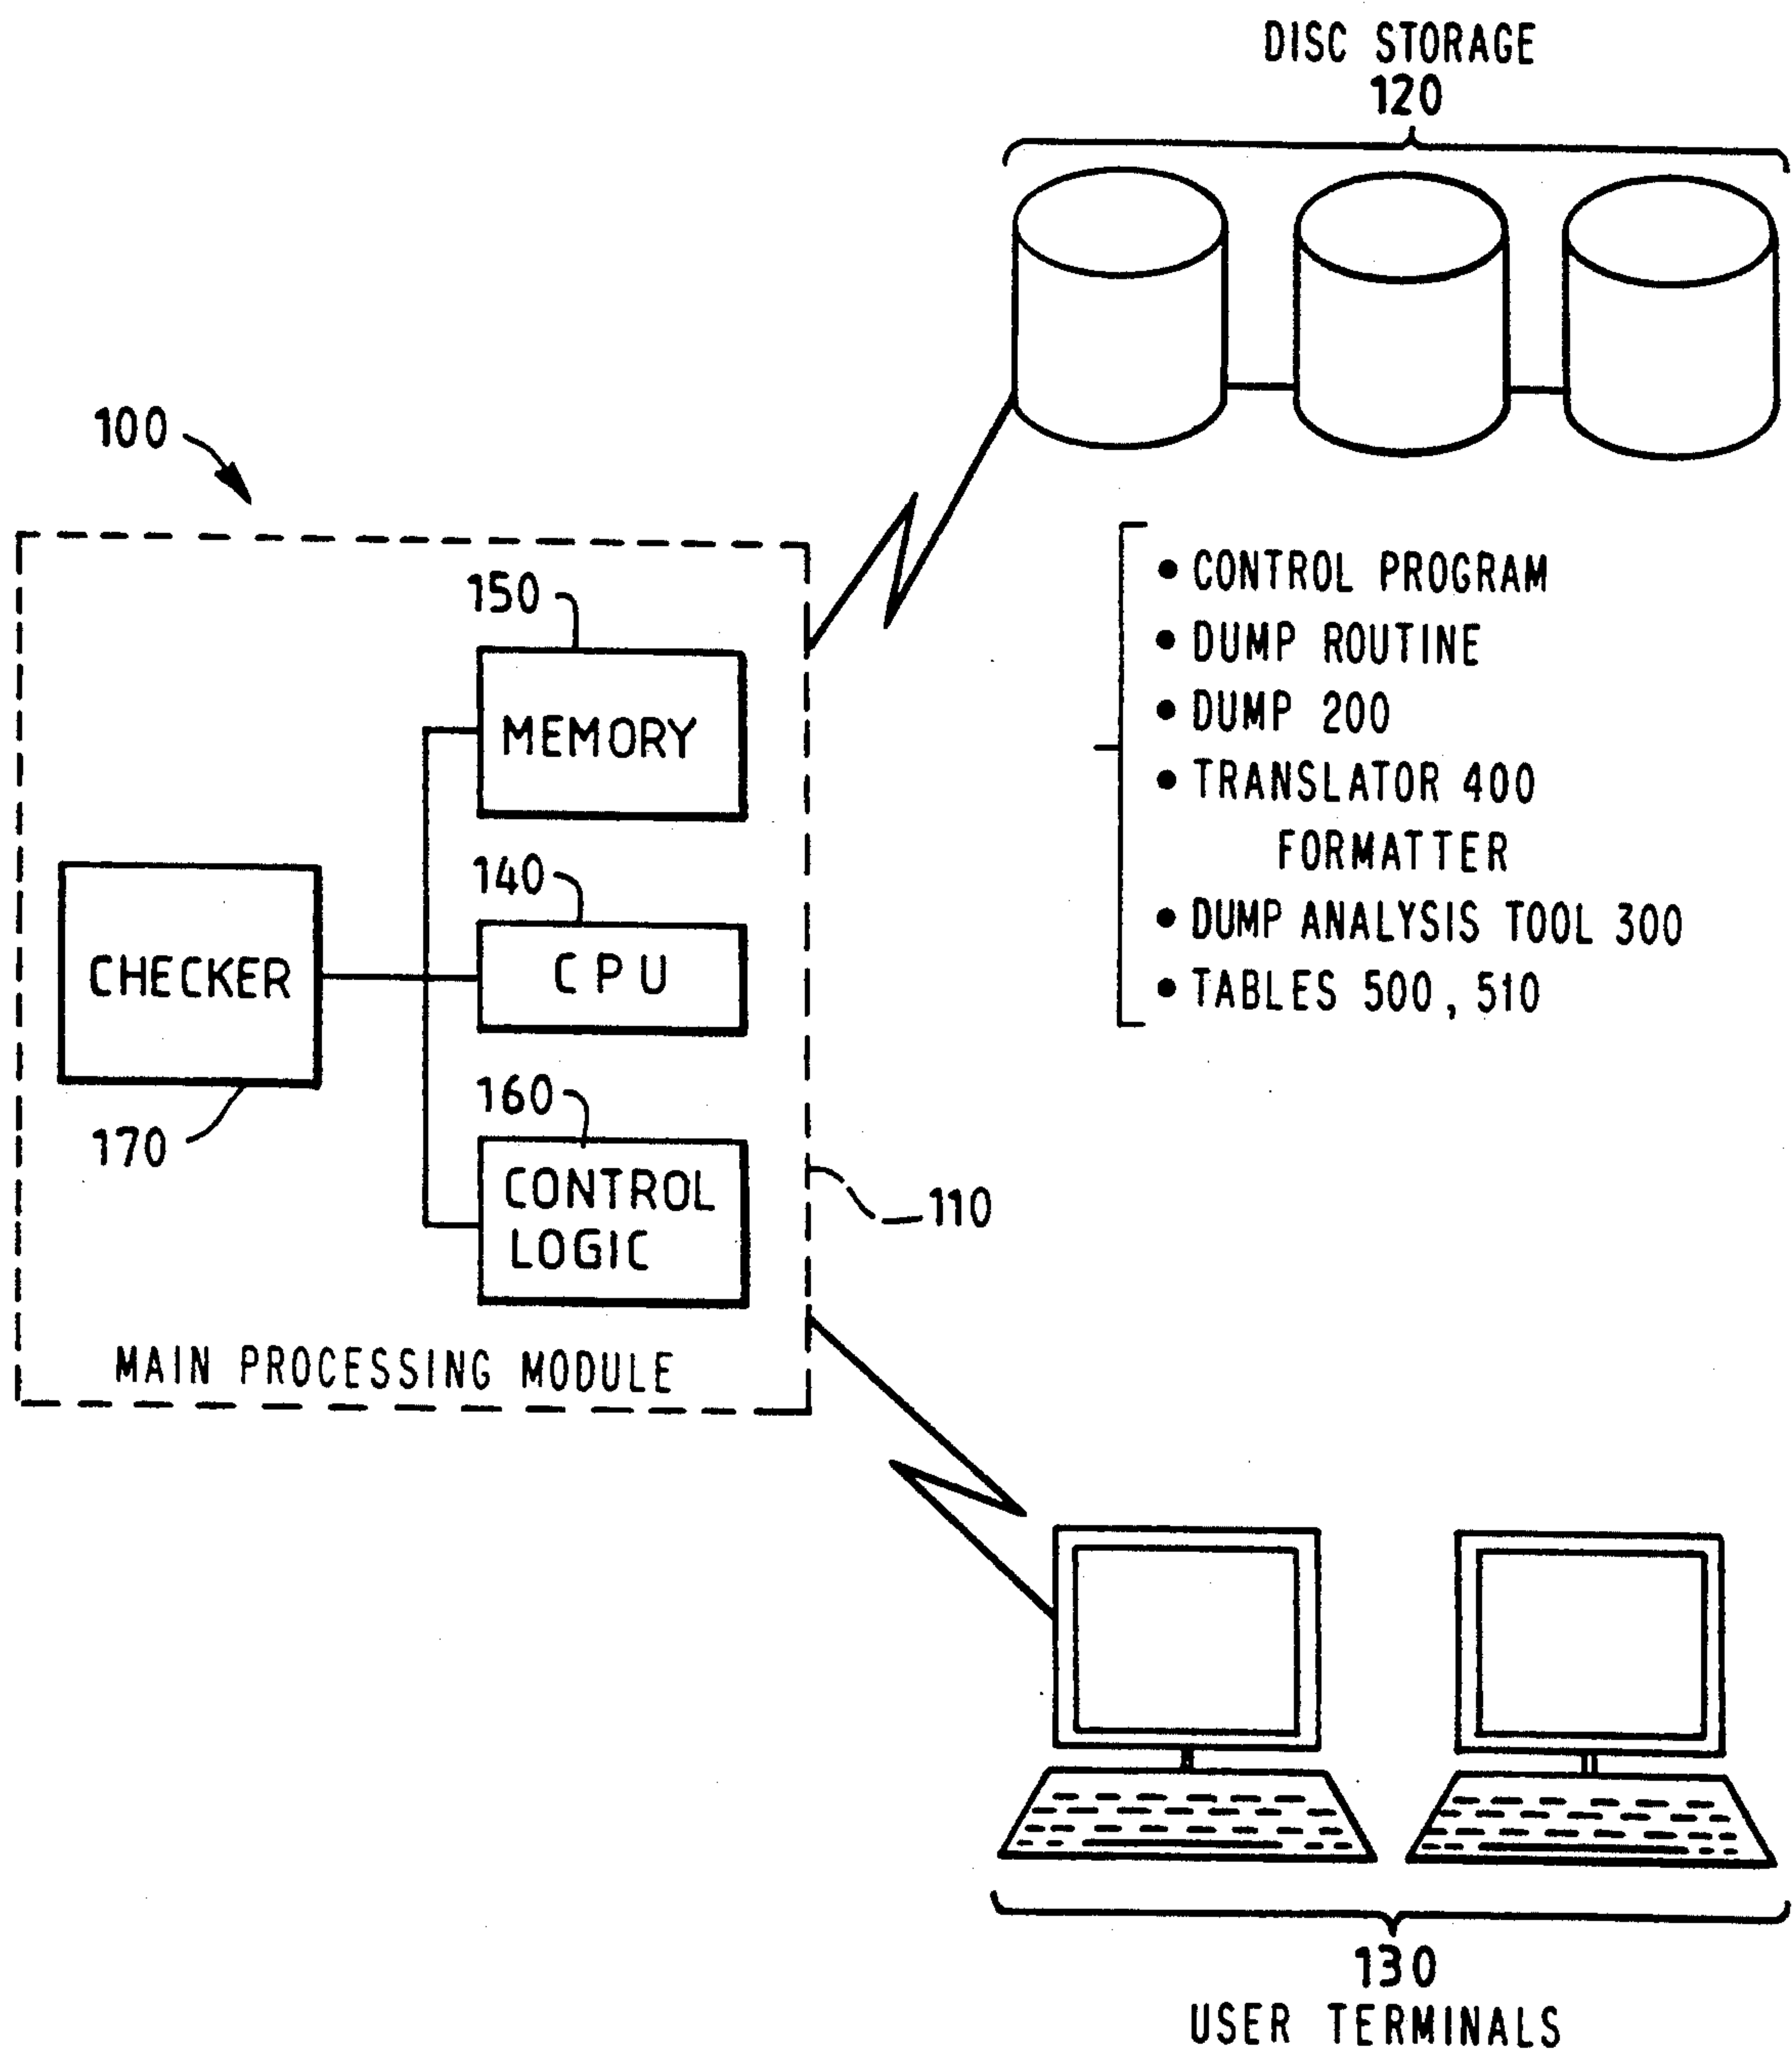 DISC STORAGE
120
100
150
MEMORY
140
CPU
CHECKER
170
160
CONTROL
LOGIC
110
MAIN PROCESSING MODULE
• CONTROL PROGRAM
• DUMP ROUTINE
• DUMP 200
• TRANSLATOR 400
FORMATTER
• DUMP ANALYSIS TOOL 300
• TABLES 500, 510
130
USER TERMINALS